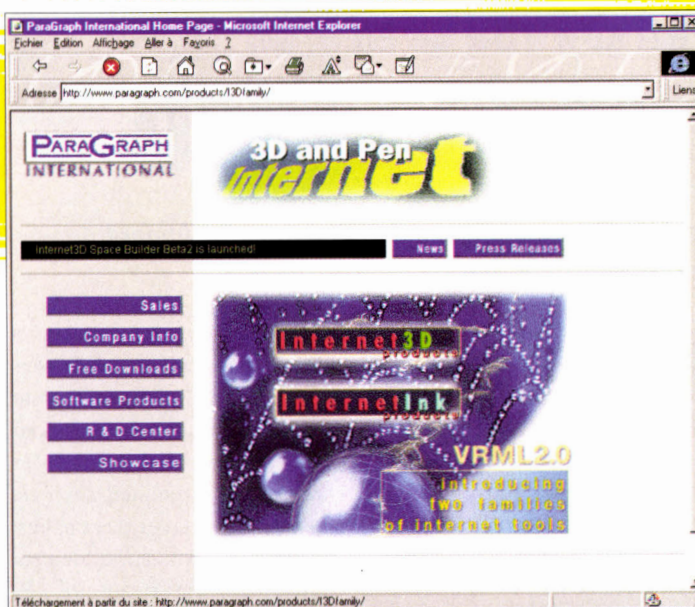 ParaGraph International Home Page - Microsoft Internet Explorer
Fichier Edition Affichage Aller à Favoris ?
Adresse http://www.paragraph.com/products/I3Dfamily/
Liens
PARAGRAPH
INTERNATIONAL
3D and Pen
Internet
Internet3D Space Builder Beta2 is launched!
News
Press Releases
Sales
Company Info
Free Downloads
Software Products
R & D Center
Showcase
Internet3D
products
InternetInk
products
VRML2.0
introducing
two families
of internet tools
Téléchargement à partir du site : http://www.paragraph.com/products/I3Dfamily/